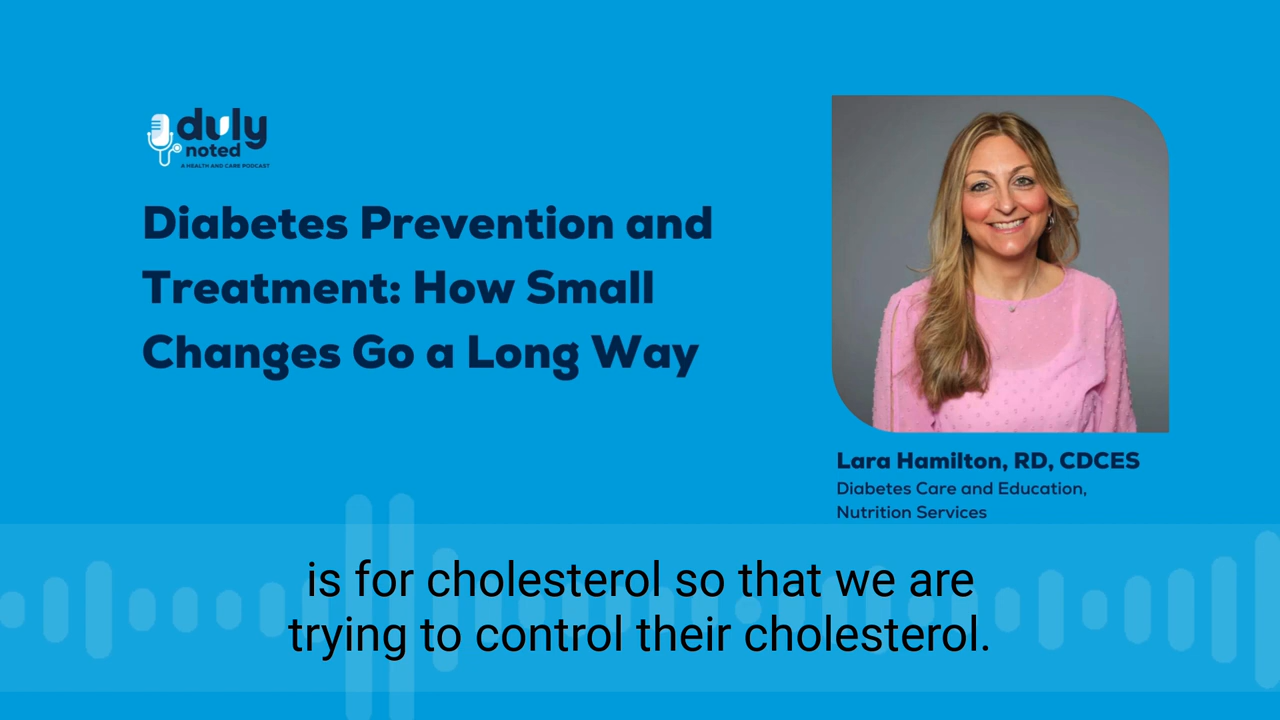 duly
noted
A HEALTH AND CARE PODCAST
Diabetes Prevention and
Treatment: How Small
Changes Go a Long Way
Lara Hamilton, RD, CDCES
Diabetes Care and Education,
Nutrition Services
is for cholesterol so that we are
trying to control their cholesterol.